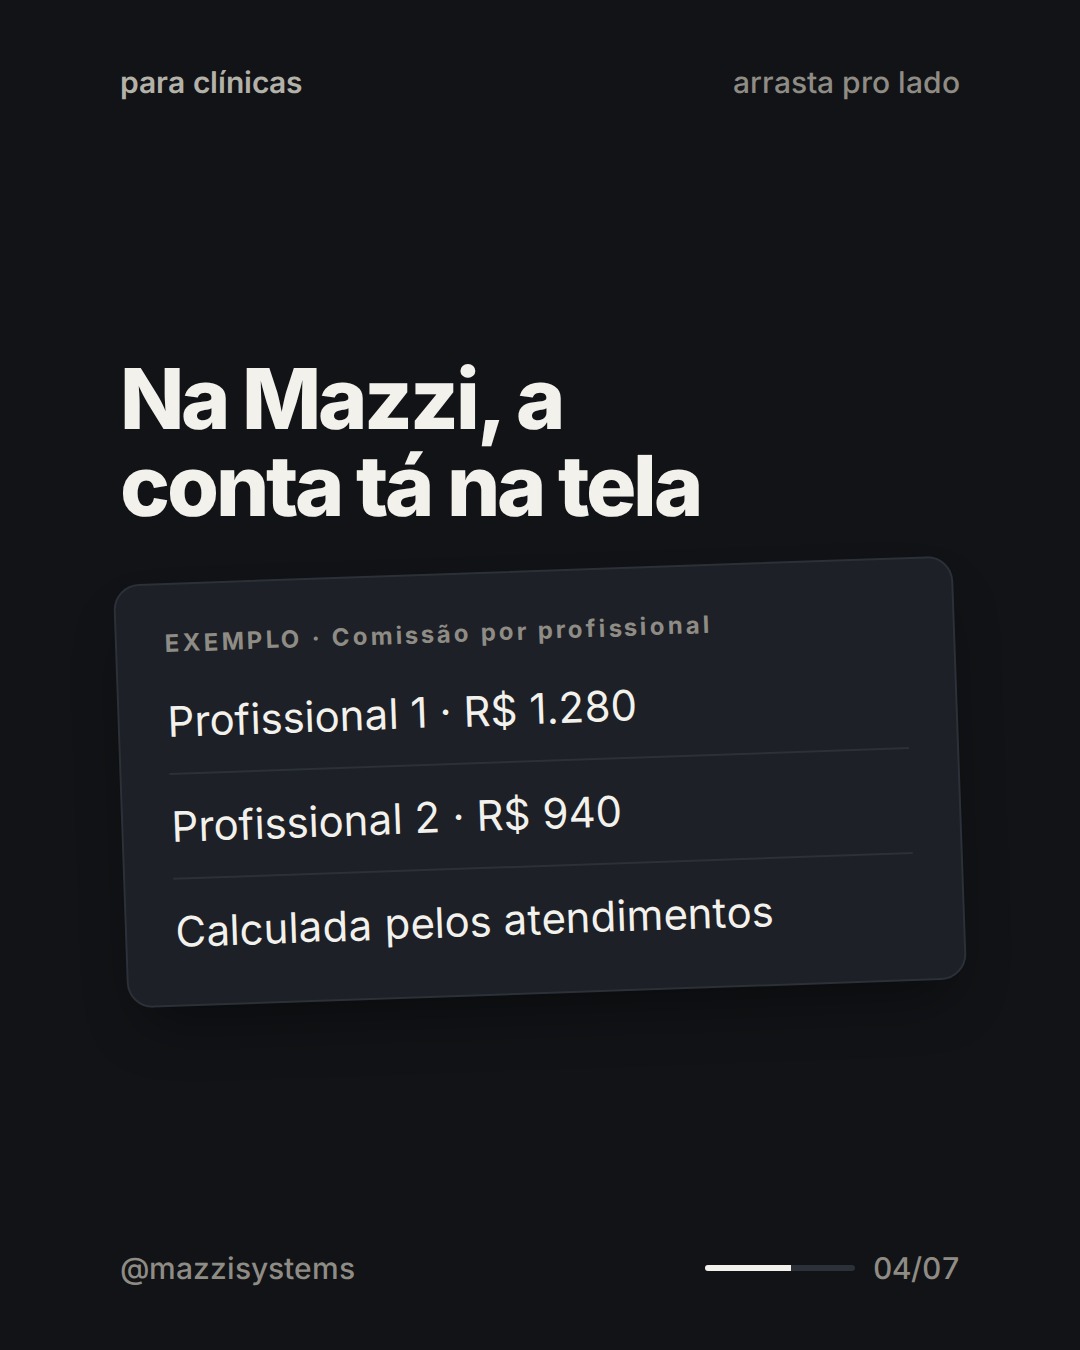 para clínicas
arrasta pro lado
Na Mazzi, a
conta tá na tela
EXEMPLO · Comissão por profissional
Profissional 1 · R$ 1.280
Profissional 2 · R$ 940
Calculada pelos atendimentos
@mazzisystems
04/07